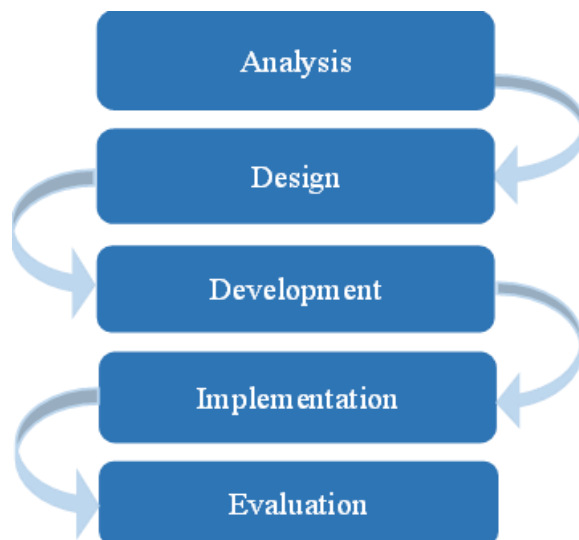 Analysis
Design
Development
Implementation
Evaluation